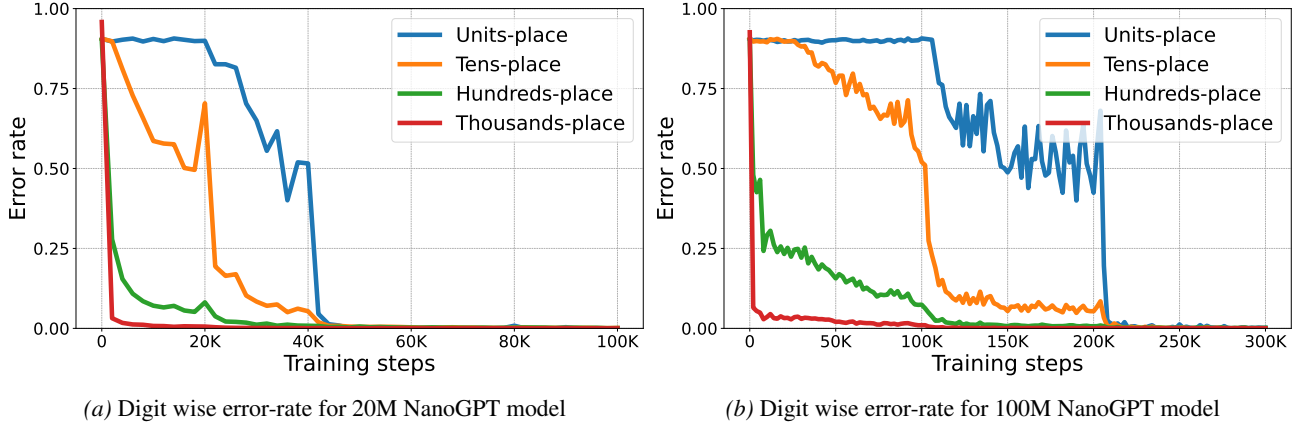 Error rate
1.00
0.75
0.50
0.25
0.00
Units-place
Tens-place
Hundreds-place
Thousands-place
0 20K 40K 60K 80K 100K
Training steps
(a) Digit wise error-rate for 20M NanoGPT model
Error rate
1.00
0.75
0.50
0.25
0.00
Units-place
Tens-place
Hundreds-place
Thousands-place
0 50K 100K 150K 200K 250K 300K
Training steps
(b) Digit wise error-rate for 100M NanoGPT model